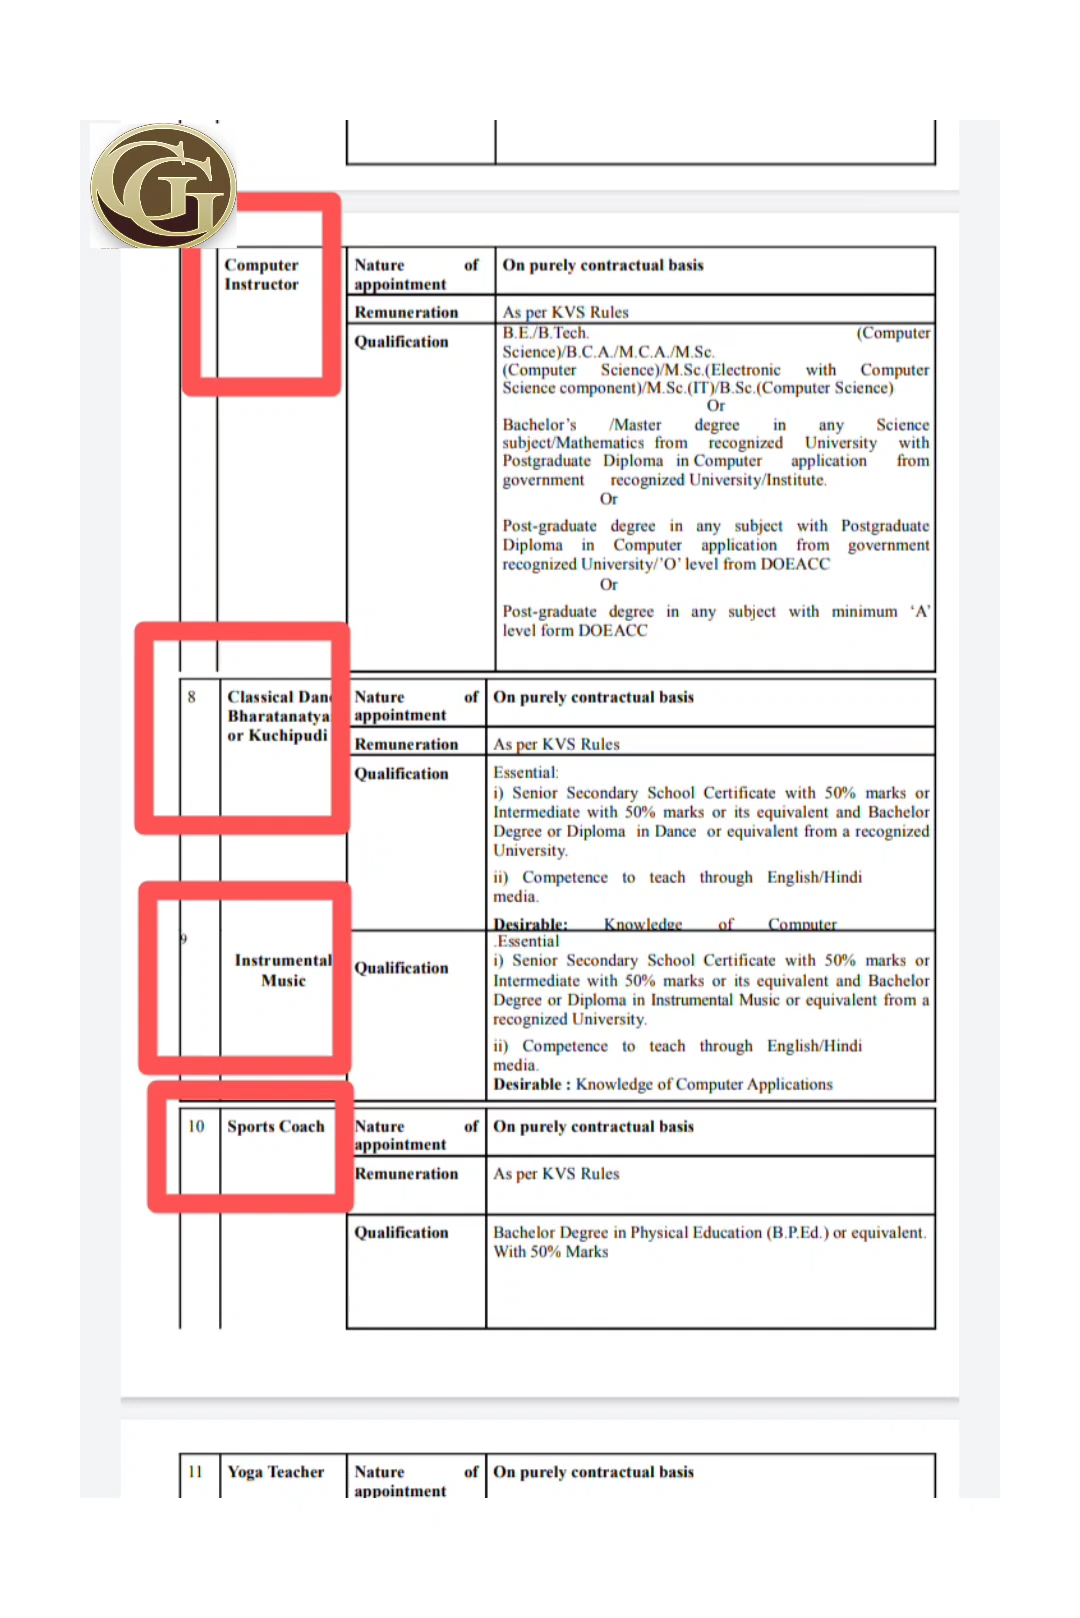 GGI
Computer
Instructor
Nature of
appointment
On purely contractual basis
Remuneration
As per KVS Rules
Qualification
B.E./B.Tech. (Computer
Science)/B.C.A./M.C.A./M.Sc.
(Computer Science)/M.Sc.(Electronic with Computer
Science component)/M.Sc.(IT)/B.Sc.(Computer Science)
Or
Bachelor's /Master degree in any Science
subject/Mathematics from recognized University with
Postgraduate Diploma in Computer application from
government recognized University/Institute.
Or
Post-graduate degree in any subject with Postgraduate
Diploma in Computer application from government
recognized University/'O' level from DOEACC
Or
Post-graduate degree in any subject with minimum 'A'
level form DOEACC
8
Classical Danc
Bharatanatya
or Kuchipudi
Nature of
appointment
On purely contractual basis
Remuneration
As per KVS Rules
Qualification
Essential:
i) Senior Secondary School Certificate with 50% marks or
Intermediate with 50% marks or its equivalent and Bachelor
Degree or Diploma in Dance or equivalent from a recognized
University.
ii) Competence to teach through English/Hindi
media.
Desirable: Knowledge of Computer
9
Instrumental
Music
Qualification
.Essential
i) Senior Secondary School Certificate with 50% marks or
Intermediate with 50% marks or its equivalent and Bachelor
Degree or Diploma in Instrumental Music or equivalent from a
recognized University.
ii) Competence to teach through English/Hindi
media.
Desirable : Knowledge of Computer Applications
10
Sports Coach
Nature of
appointment
On purely contractual basis
Remuneration
As per KVS Rules
Qualification
Bachelor Degree in Physical Education (B.P.Ed.) or equivalent.
With 50% Marks
11
Yoga Teacher
Nature of
appointment
On purely contractual basis